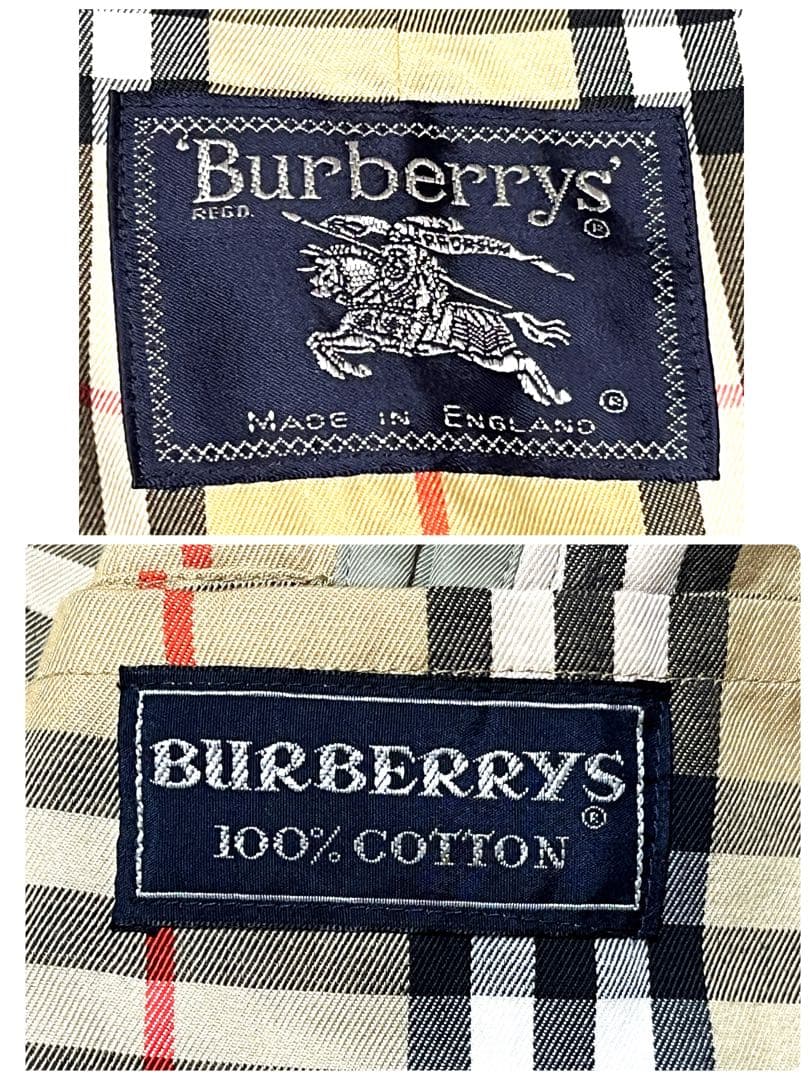 'Burberrys'
REGD.
®
PRORSUM
®
MADE IN ENGLAND
BURBERRYS
®
100% COTTON